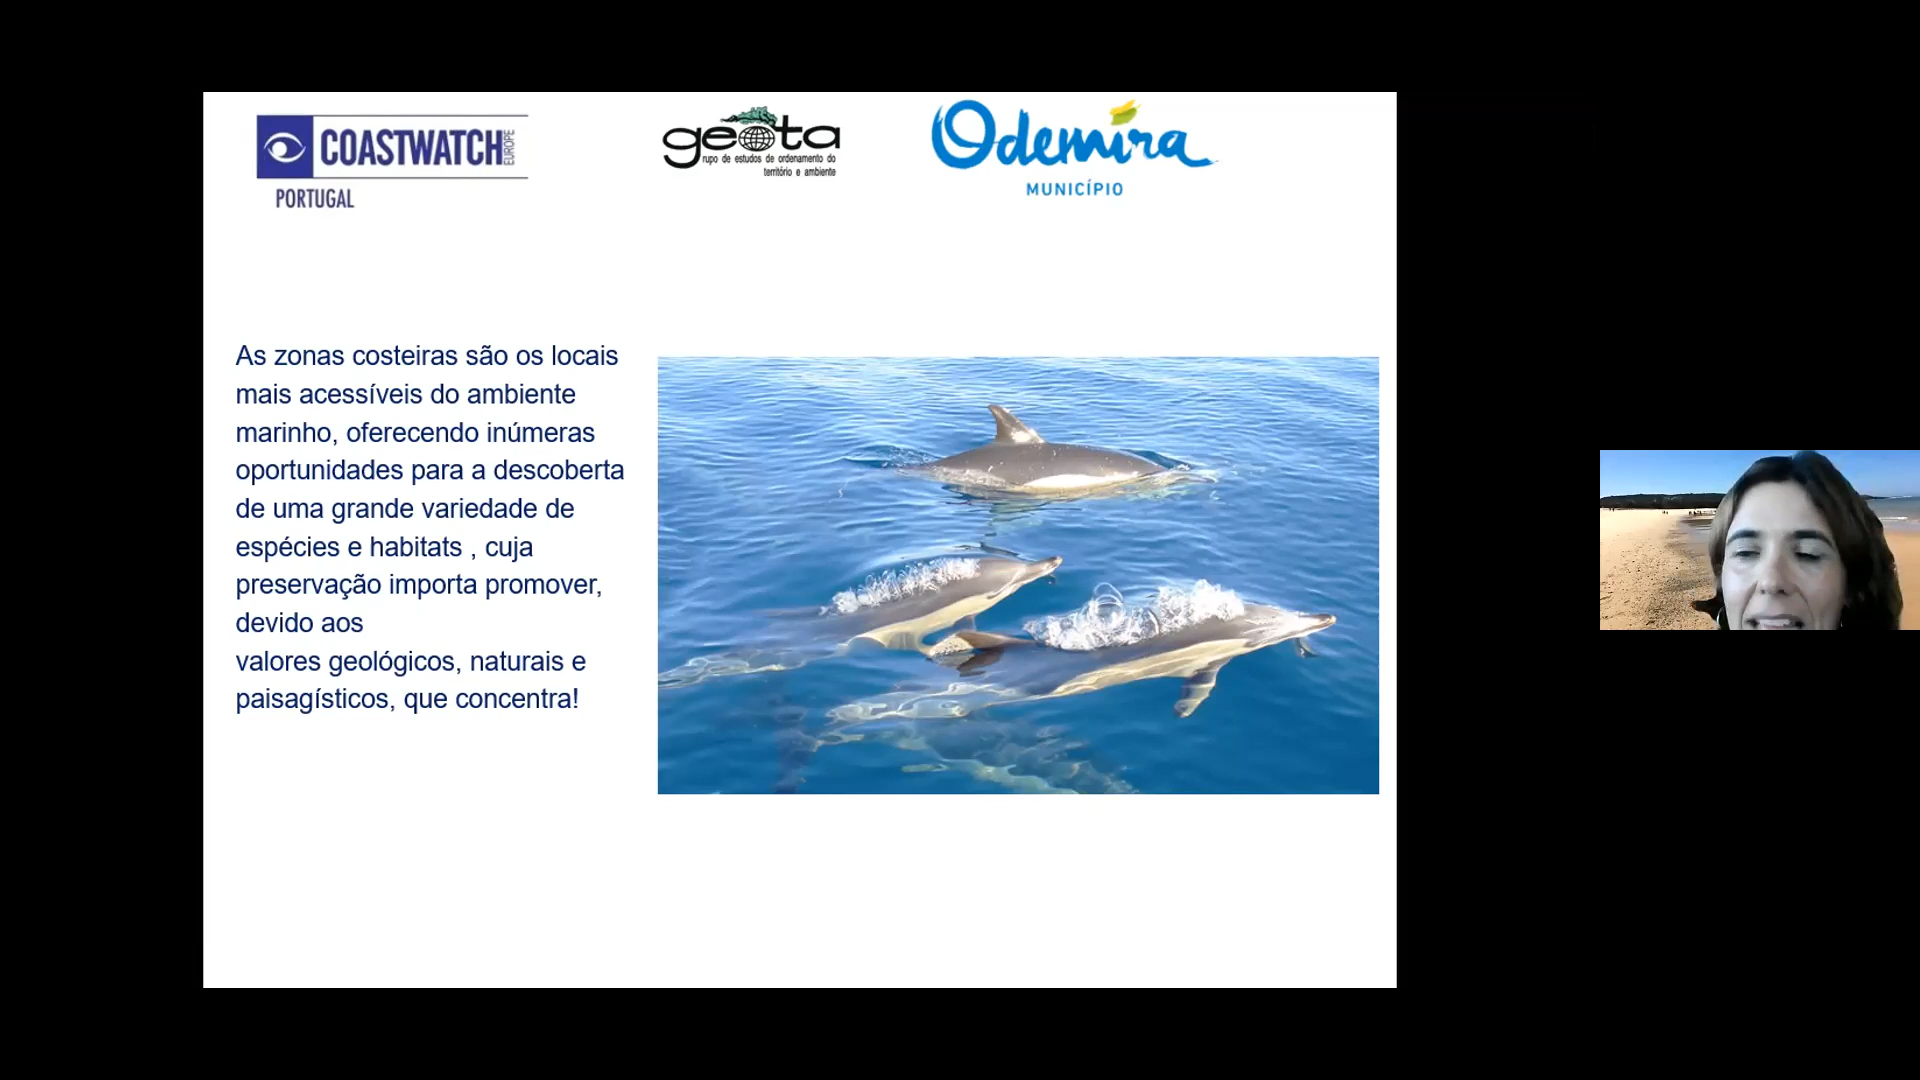 COASTWATCH EUROPE
PORTUGAL
geota
rupo de estudos de ordenamento do
território e ambiente
Odemira
MUNICÍPIO
As zonas costeiras são os locais
mais acessíveis do ambiente
marinho, oferecendo inúmeras
oportunidades para a descoberta
de uma grande variedade de
espécies e habitats , cuja
preservação importa promover,
devido aos
valores geológicos, naturais e
paisagísticos, que concentra!